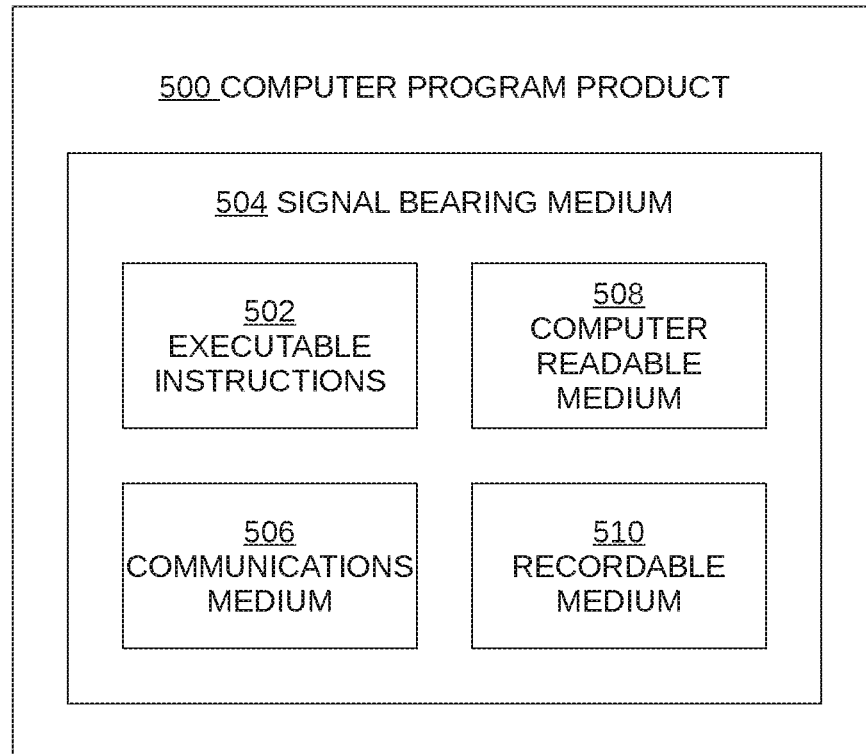 500 COMPUTER PROGRAM PRODUCT
504 SIGNAL BEARING MEDIUM
502
EXECUTABLE
INSTRUCTIONS
508
COMPUTER
READABLE
MEDIUM
506
COMMUNICATIONS
MEDIUM
510
RECORDABLE
MEDIUM